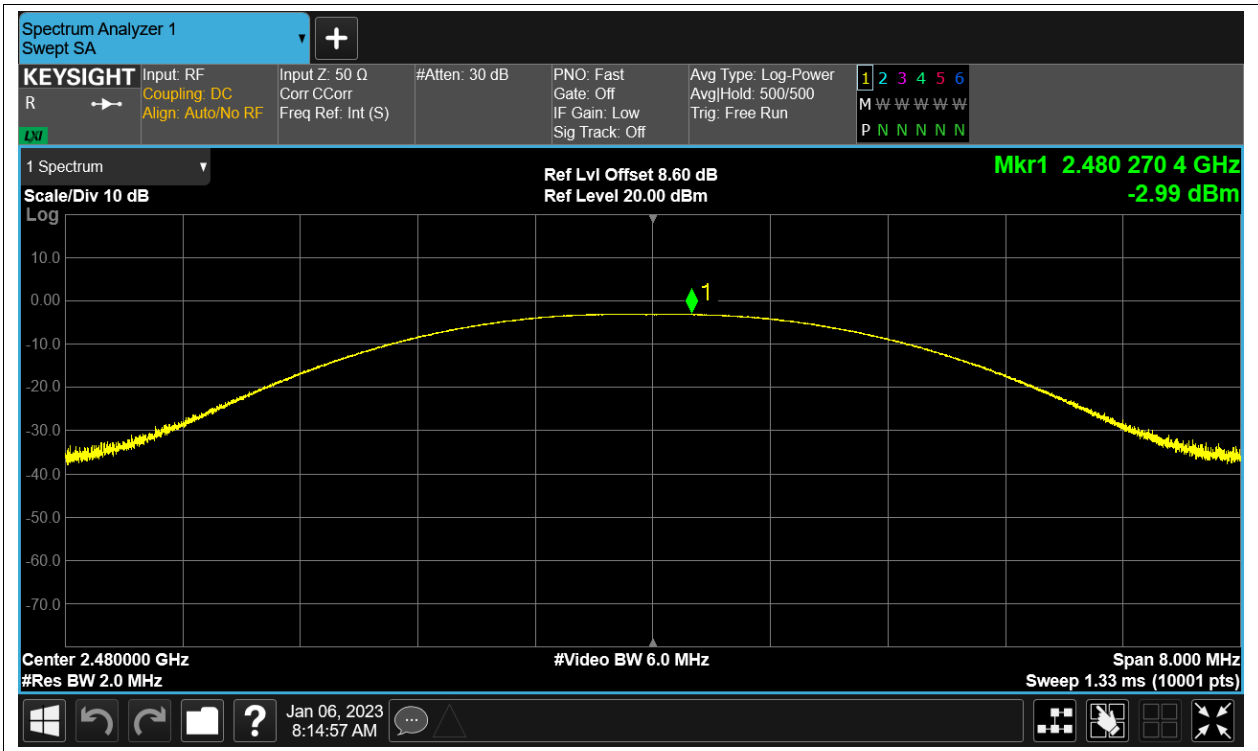 Spectrum Analyzer 1
Swept SA
KEYSIGHT
R
LXI
Input: RF
Coupling: DC
Align: Auto/No RF
Input Z: 50 Ω
Corr CCorr
Freq Ref: Int (S)
#Atten: 30 dB
PNO: Fast
Gate: Off
IF Gain: Low
Sig Track: Off
Avg Type: Log-Power
Avg|Hold: 500/500
Trig: Free Run
1 2 3 4 5 6
M W W W W W
P N N N N N
1 Spectrum
Scale/Div 10 dB
Log
Ref Lvl Offset 8.60 dB
Ref Level 20.00 dBm
Mkr1 2.480 270 4 GHz
-2.99 dBm
10.0
0.00
1
-10.0
-20.0
-30.0
-40.0
-50.0
-60.0
-70.0
Center 2.480000 GHz
#Res BW 2.0 MHz
#Video BW 6.0 MHz
Span 8.000 MHz
Sweep 1.33 ms (10001 pts)
?
Jan 06, 2023
8:14:57 AM